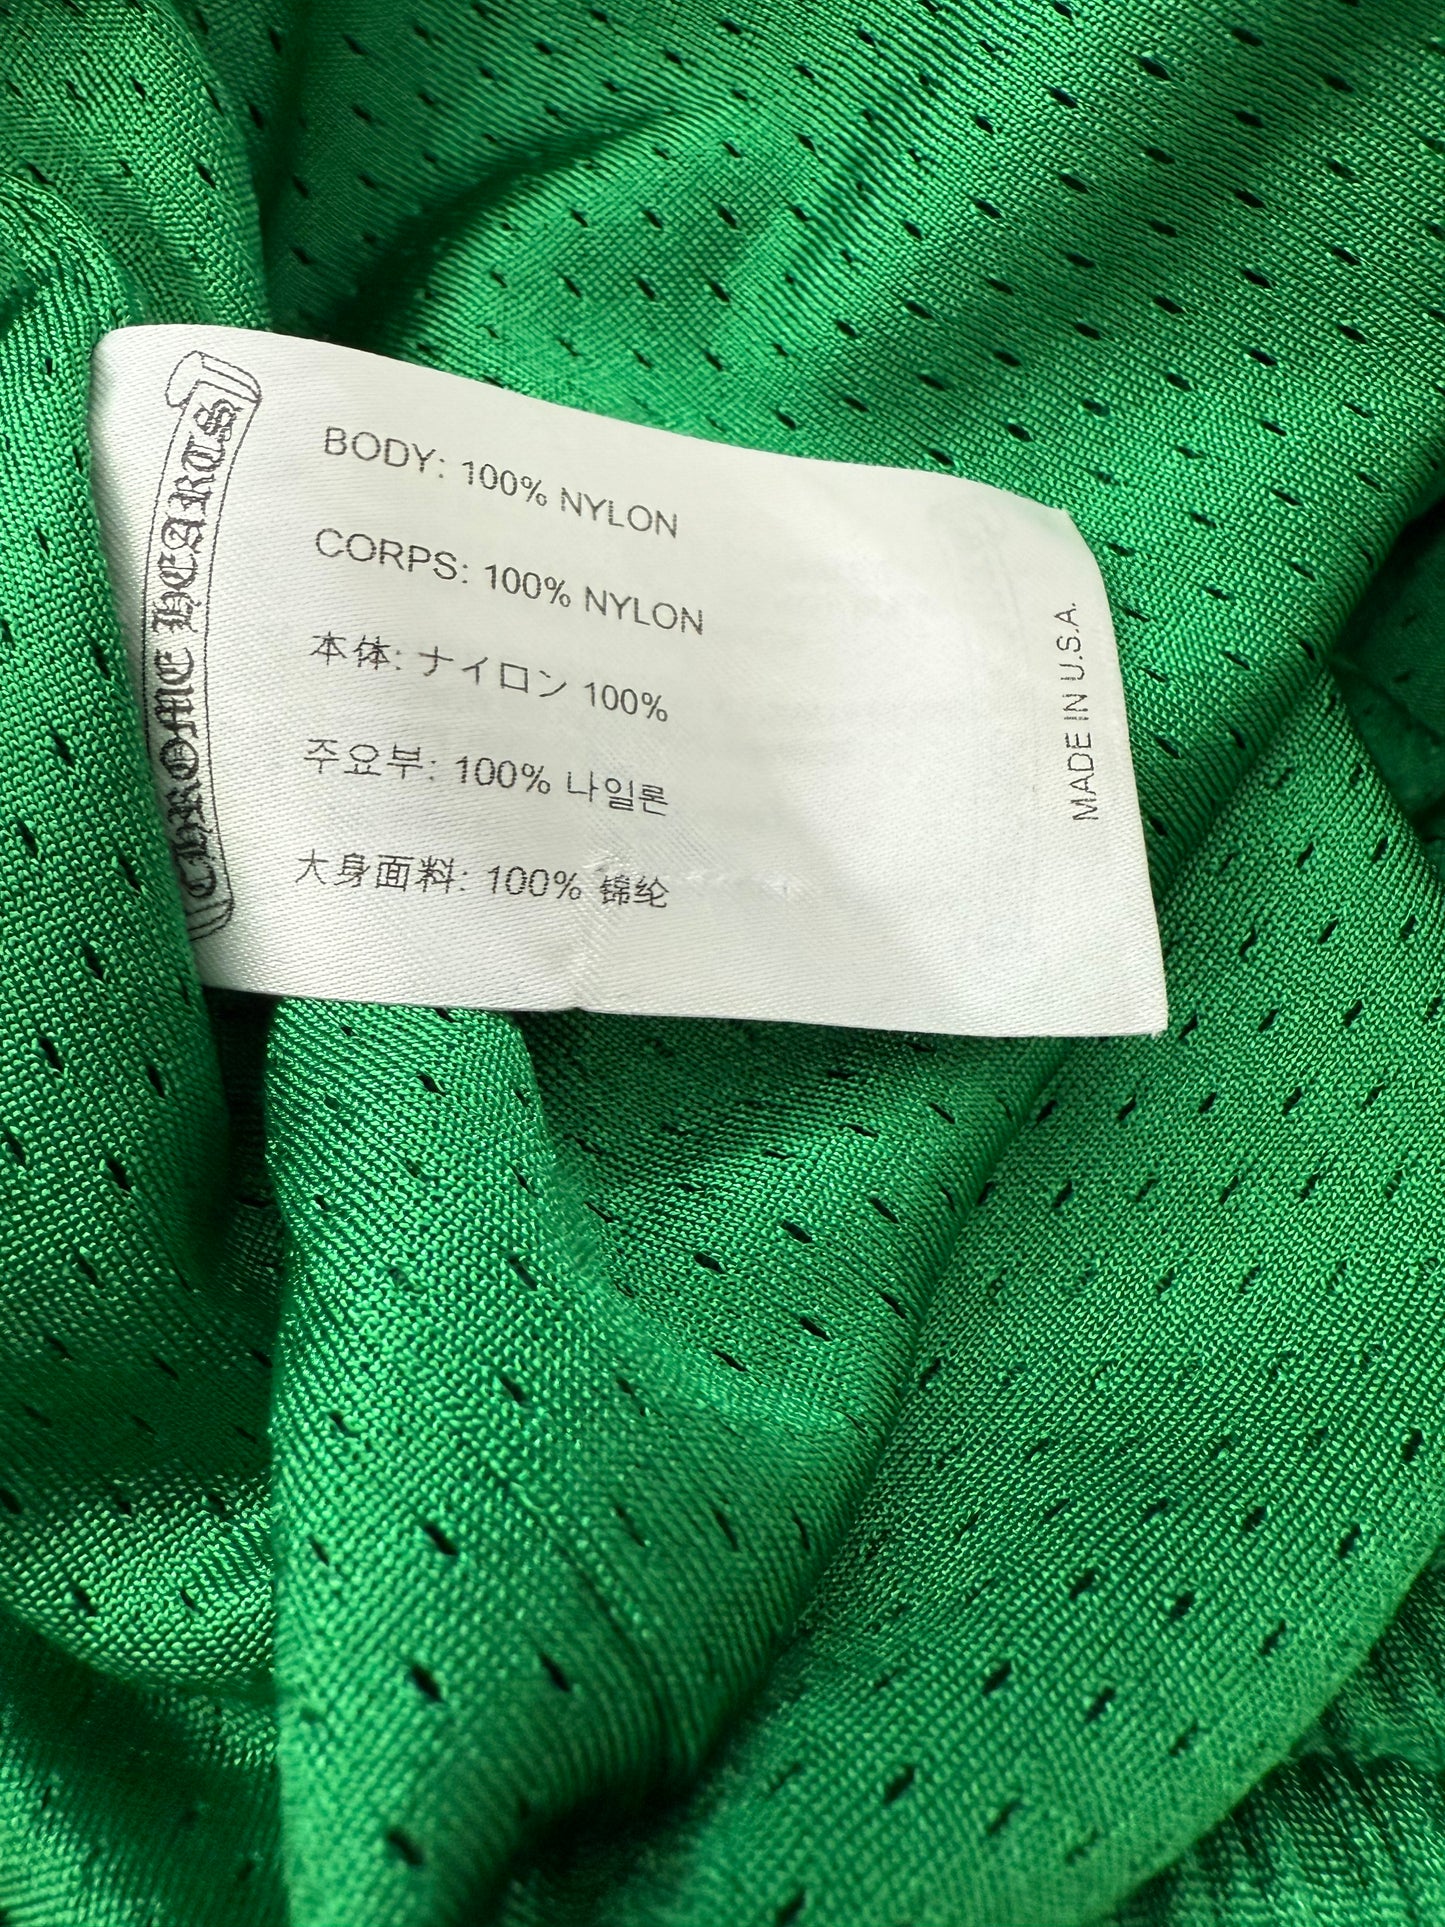 CHROME HEARTS
BODY: 100% NYLON
CORPS: 100% NYLON
本体: ナイロン 100%
주요부: 100% 나일론
大身面料: 100% 锦纶
MADE IN U.S.A.